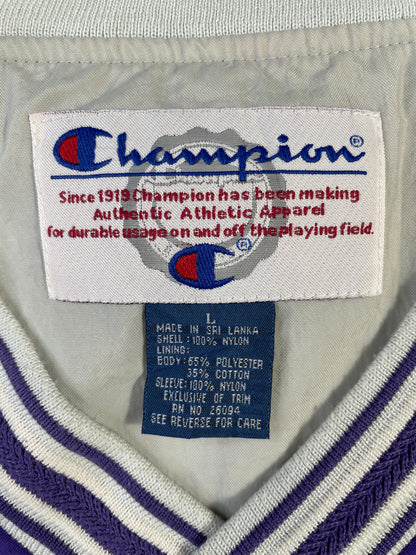 Champion®
Since 1919 Champion has been making
Authentic Athletic Apparel
for durable usage on and off the playing field.
®
L
MADE IN SRI LANKA
SHELL: 100% NYLON
LINING:
BODY: 65% POLYESTER
35% COTTON
SLEEVE: 100% NYLON
EXCLUSIVE OF TRIM
RN NO 26094
SEE REVERSE FOR CARE